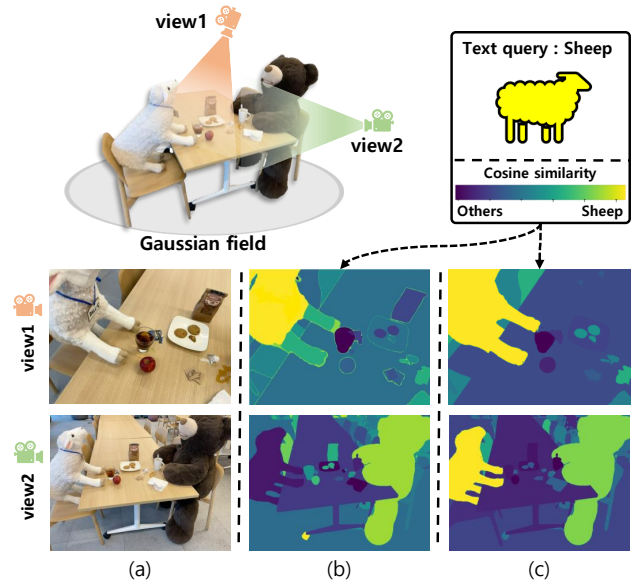 view1
Text query : Sheep
view2
Cosine similarity
Others
Sheep
Gaussian field
view1
view2
(a)
(b)
(c)